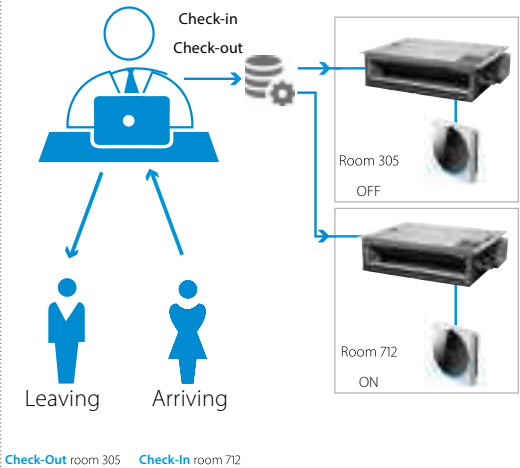 Check-in
Check-out
Room 305
OFF
Room 712
ON
Leaving
Arriving
Check-Out room 305
Check-In room 712